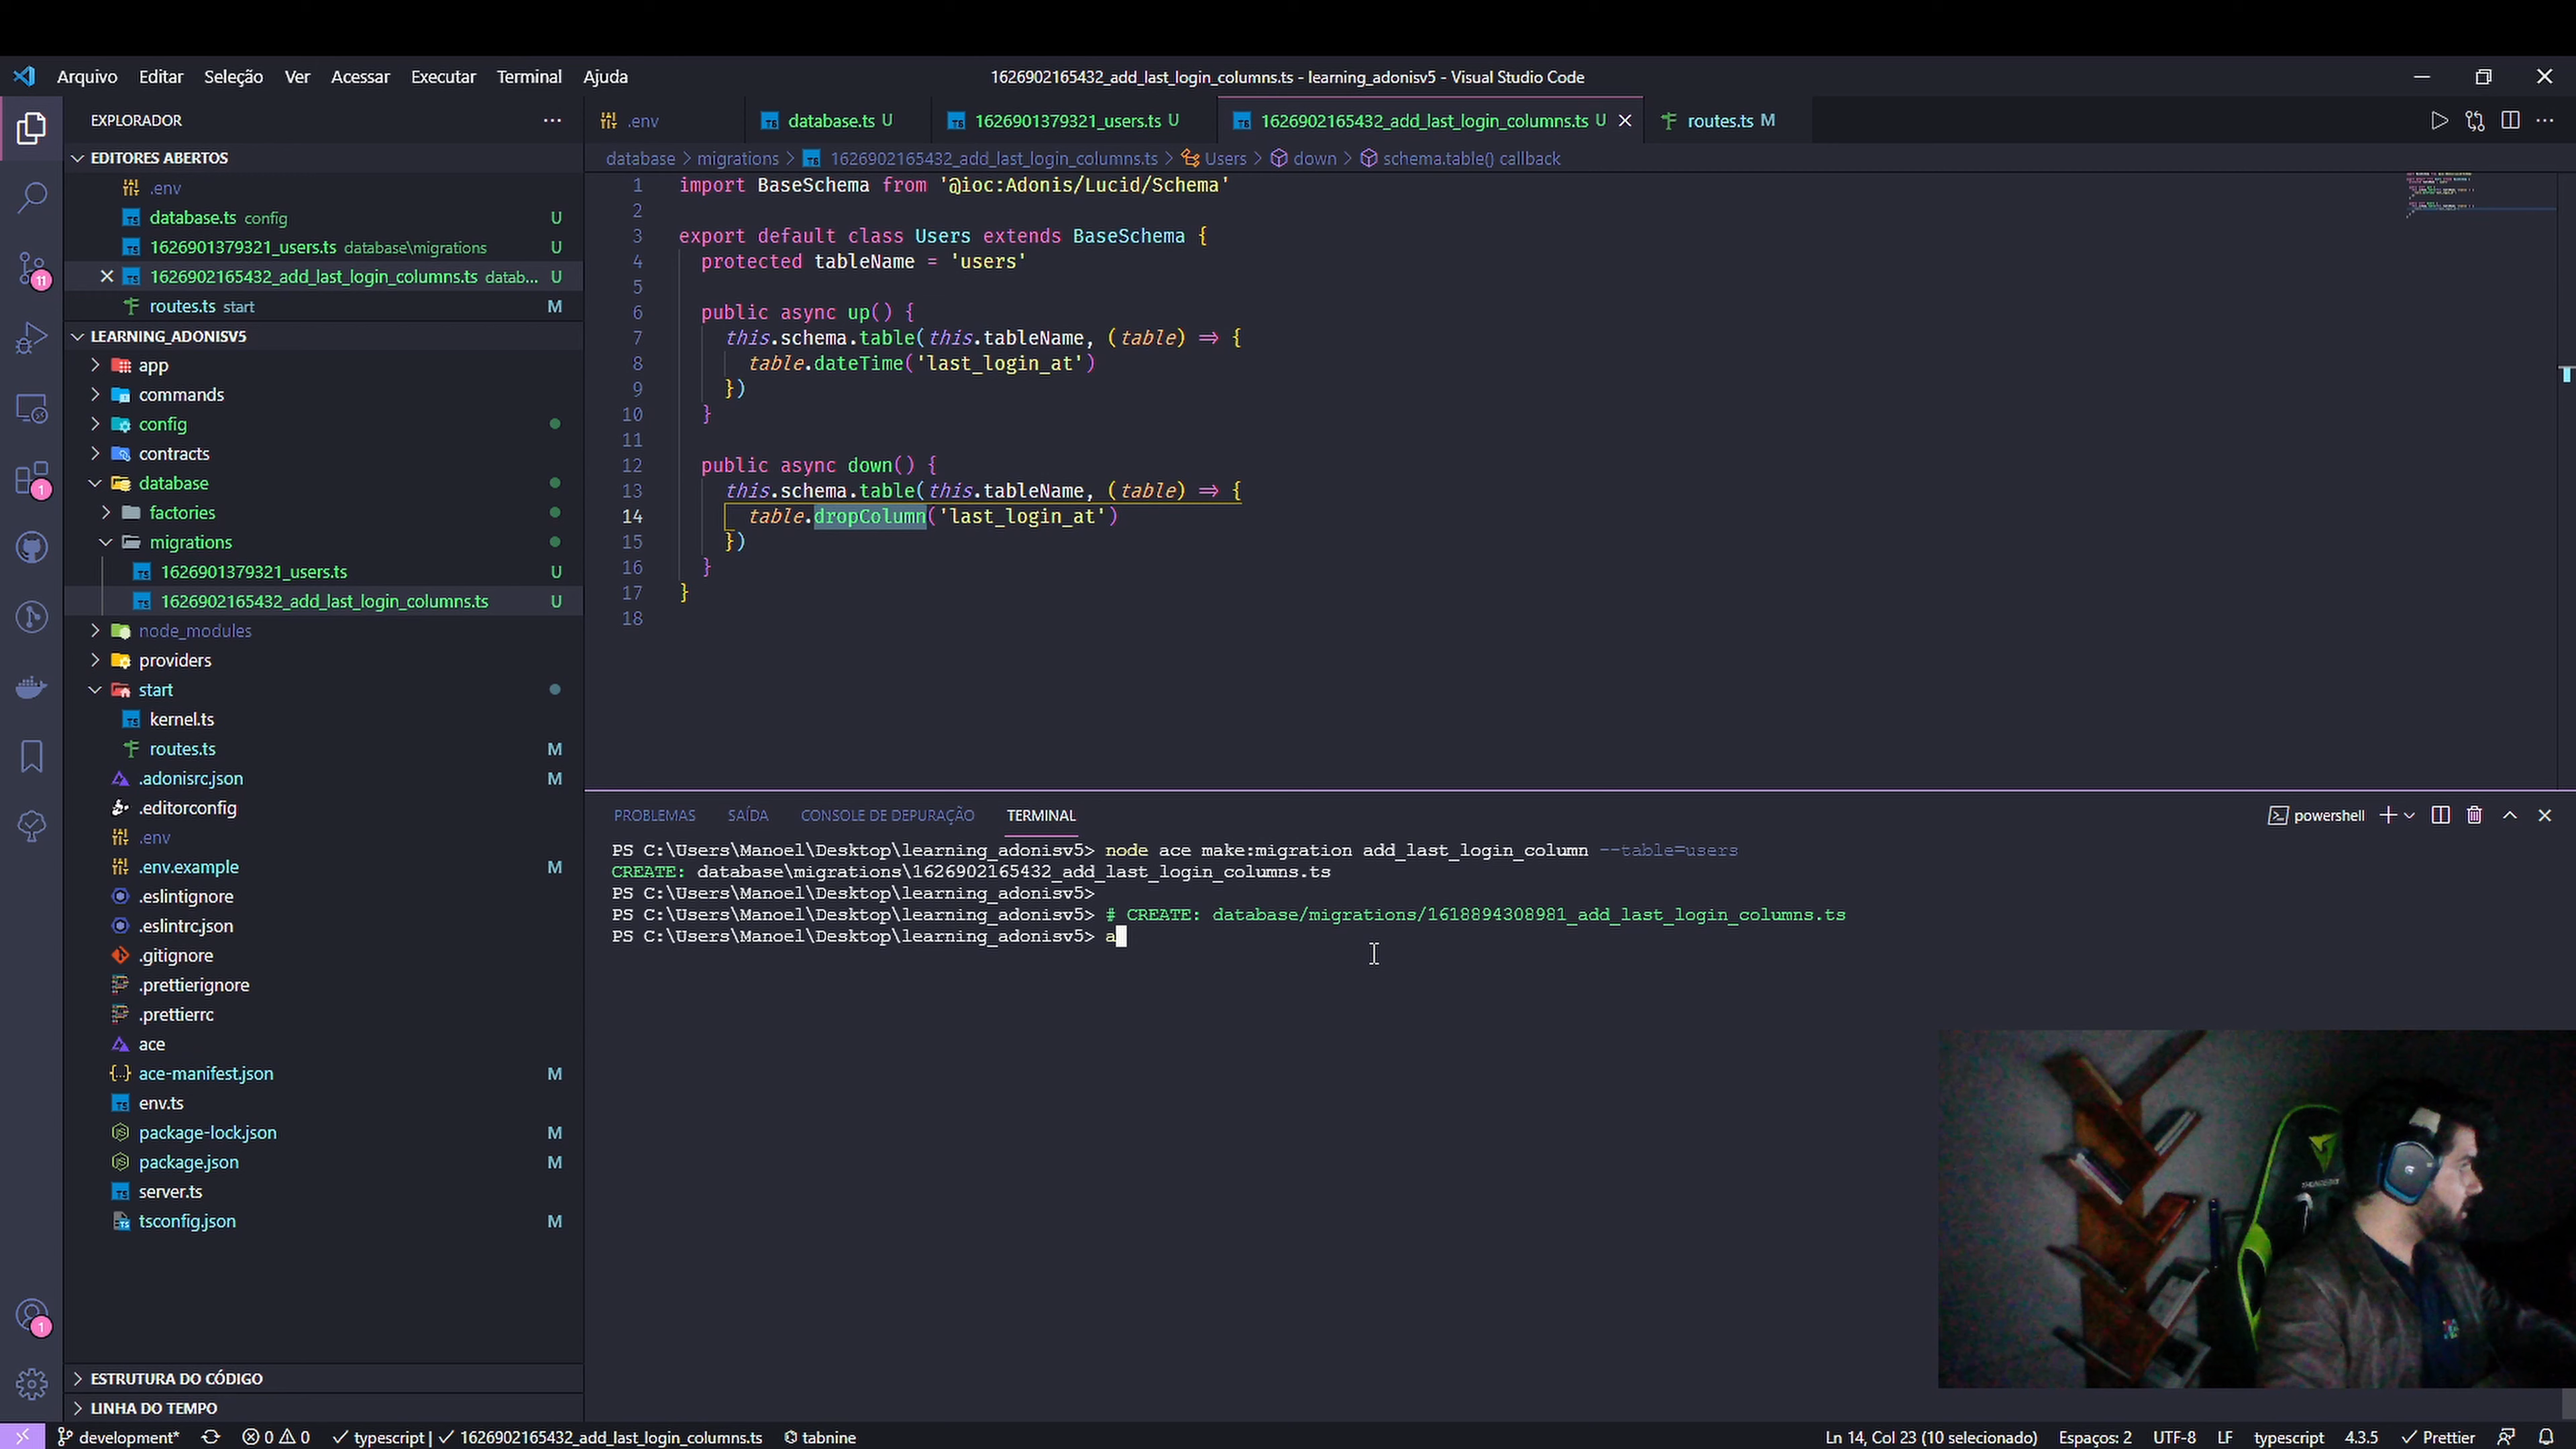 Arquivo Editar Seleção Ver Acessar Executar Terminal Ajuda
1626902165432_add_last_login_columns.ts - learning_adonisv5 - Visual Studio Code
EXPLORADOR
EDITORES ABERTOS
.env
database.ts config U
1626901379321_users.ts database\migrations U
1626902165432_add_last_login_columns.ts datab... U
routes.ts start M
LEARNING_ADONISV5
app
commands
config
contracts
database
factories
migrations
1626901379321_users.ts U
1626902165432_add_last_login_columns.ts U
node_modules
providers
start
kernel.ts
routes.ts M
.adonisrc.json M
.editorconfig
.env
.env.example
.eslintignore
.eslintrc.json
.gitignore
.prettierignore
.prettierrc
ace
ace-manifest.json M
env.ts
package-lock.json M
package.json M
server.ts
tsconfig.json M
ESTRUTURA DO CÓDIGO
LINHA DO TEMPO
11
1
1
.env database.ts U 1626901379321_users.ts U 1626902165432_add_last_login_columns.ts U routes.ts M
database > migrations > 1626902165432_add_last_login_columns.ts > Users > down > schema.table() callback
1 import BaseSchema from '@ioc:Adonis/Lucid/Schema'
2
3 export default class Users extends BaseSchema {
4 protected tableName = 'users'
5
6 public async up() {
7 this.schema.table(this.tableName, (table) => {
8 table.dateTime('last_login_at')
9 })
10 }
11
12 public async down() {
13 this.schema.table(this.tableName, (table) => {
14 table.dropColumn('last_login_at')
15 })
16 }
17 }
18
PROBLEMAS SAÍDA CONSOLE DE DEPURAÇÃO TERMINAL
powershell
PS C:\Users\Manoel\Desktop\learning_adonisv5> node ace make:migration add_last_login_column --table=users
CREATE: database\migrations\1626902165432_add_last_login_columns.ts
PS C:\Users\Manoel\Desktop\learning_adonisv5>
PS C:\Users\Manoel\Desktop\learning_adonisv5> # CREATE: database/migrations/1618894308981_add_last_login_columns.ts
PS C:\Users\Manoel\Desktop\learning_adonisv5> a
development* 0 0 typescript | 1626902165432_add_last_login_columns.ts tabnine
Ln 14, Col 23 (10 selecionado) Espaços: 2 UTF-8 LF typescript 4.3.5 Prettier